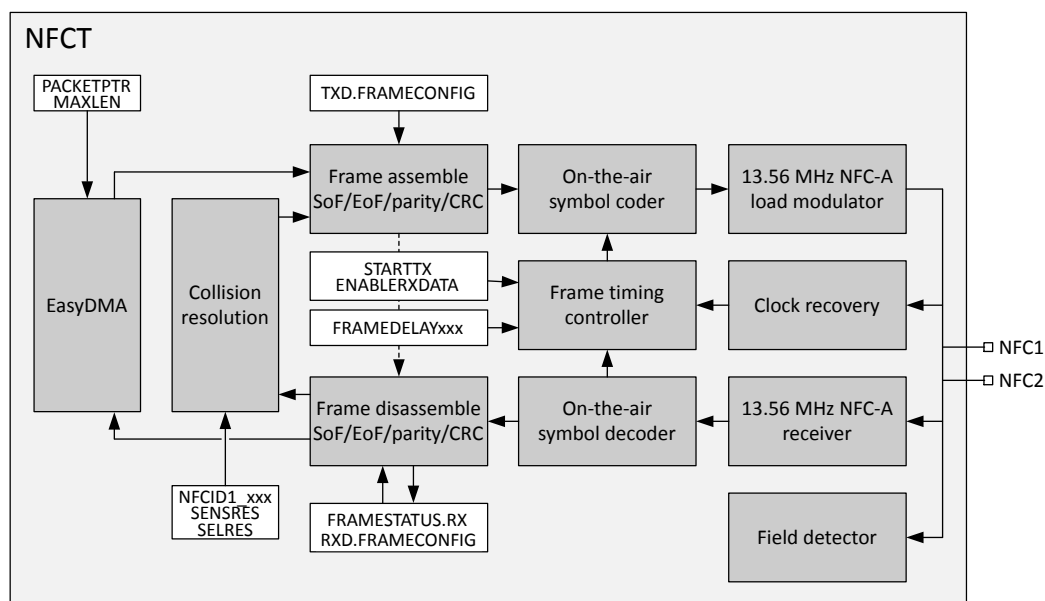 NFCT
PACKETPTR
MAXLEN
TXD.FRAMECONFIG
Frame assemble
SoF/EoF/parity/CRC
On-the-air
symbol coder
13.56 MHz NFC-A
load modulator
EasyDMA
Collision
resolution
STARTTX
ENABLERXDATA
Frame timing
controller
Clock recovery
FRAMEDELAYxxx
NFC1
NFC2
Frame disassemble
SoF/EoF/parity/CRC
On-the-air
symbol decoder
13.56 MHz NFC-A
receiver
NFCID1_xxx
SENSRES
SELRES
FRAMESTATUS.RX
RXD.FRAMECONFIG
Field detector